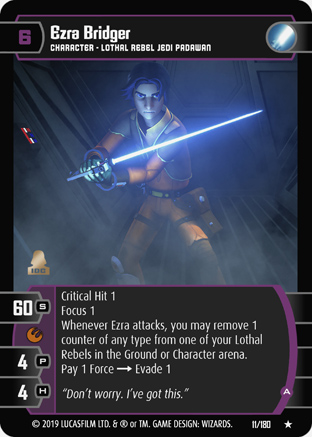 6
Ezra Bridger
CHARACTER - LOTHAL REBEL JEDI PADAWAN
IDC
60 S
4 P
4 H
Critical Hit 1
Focus 1
Whenever Ezra attacks, you may remove 1
counter of any type from one of your Lothal
Rebels in the Ground or Character arena.
Pay 1 Force → Evade 1
“Don’t worry. I’ve got this.”
A
© 2019 LUCASFILM LTD. & ® or TM. GAME DESIGN: WIZARDS.
11/180 ★